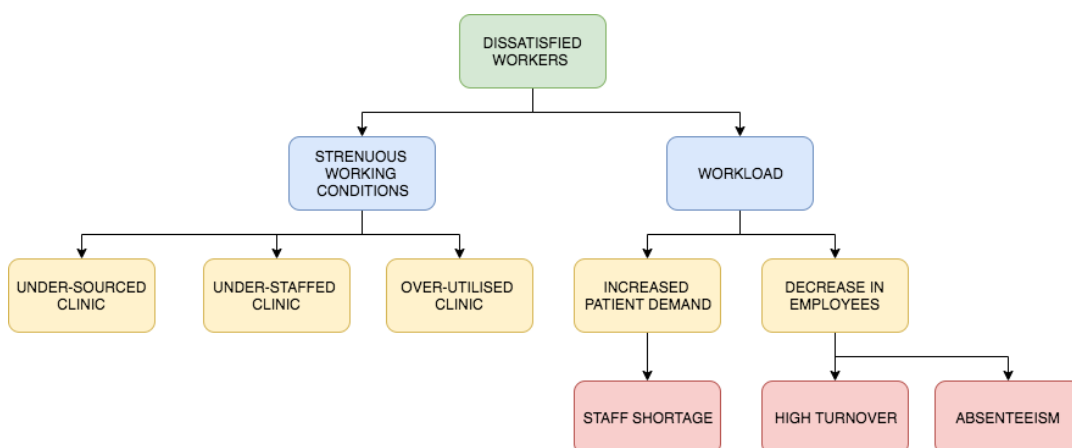 DISSATISFIED
WORKERS
STRENUOUS
WORKING
CONDITIONS
WORKLOAD
UNDER-SOURCED
CLINIC
UNDER-STAFFED
CLINIC
OVER-UTILISED
CLINIC
INCREASED
PATIENT DEMAND
DECREASE IN
EMPLOYEES
STAFF SHORTAGE
HIGH TURNOVER
ABSENTEEISM